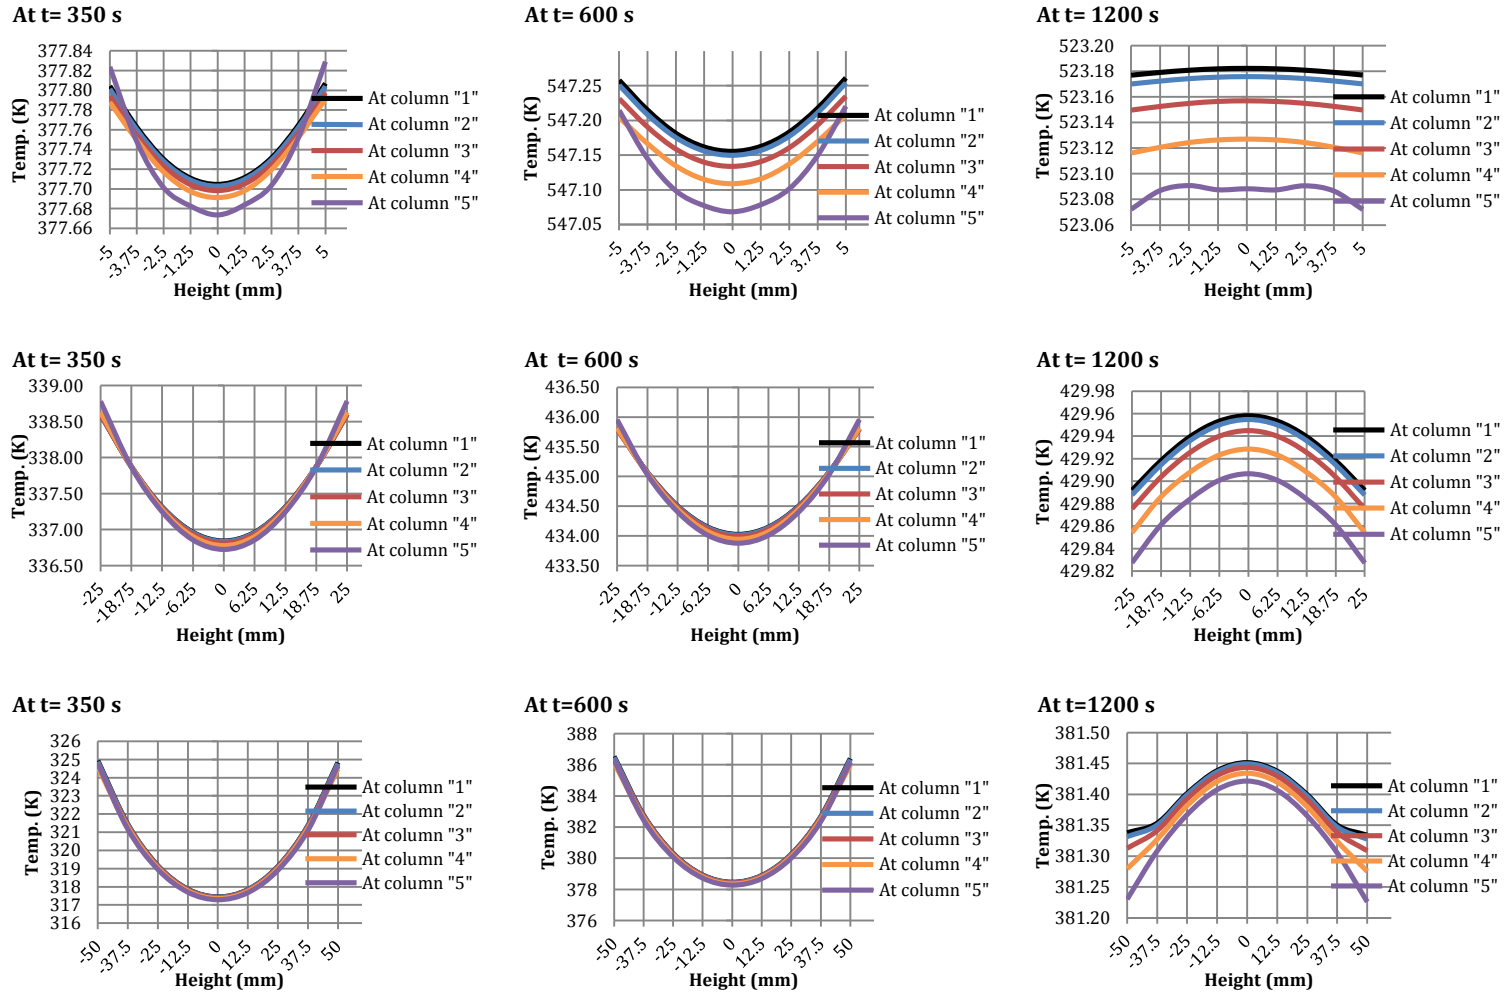 At t= 350 s
377.84
377.82
377.80
377.78
377.76
377.74
377.72
377.70
377.68
377.66
Temp. (K)
-5
-3.75
-2.5
-1.25
0
1.25
2.5
3.75
5
Height (mm)
At column "1"
At column "2"
At column "3"
At column "4"
At column "5"
At t= 600 s
547.25
547.20
547.15
547.10
547.05
Temp. (K)
-5
-3.75
-2.5
-1.25
0
1.25
2.5
3.75
5
Height (mm)
At column "1"
At column "2"
At column "3"
At column "4"
At column "5"
At t= 1200 s
523.20
523.18
523.16
523.14
523.12
523.10
523.08
523.06
Temp. (K)
-5
-3.75
-2.5
-1.25
0
1.25
2.5
3.75
5
Height (mm)
At column "1"
At column "2"
At column "3"
At column "4"
At column "5"
At t= 350 s
339.00
338.50
338.00
337.50
337.00
336.50
Temp. (K)
-25
-18.75
-12.5
-6.25
0
6.25
12.5
18.75
25
Height (mm)
At column "1"
At column "2"
At column "3"
At column "4"
At column "5"
At t= 600 s
436.50
436.00
435.50
435.00
434.50
434.00
433.50
Temp. (K)
-25
-18.75
-12.5
-6.25
0
6.25
12.5
18.75
25
Height (mm)
At column "1"
At column "2"
At column "3"
At column "4"
At column "5"
At t= 1200 s
429.98
429.96
429.94
429.92
429.90
429.88
429.86
429.84
429.82
Temp. (K)
-25
-18.75
-12.5
-6.25
0
6.25
12.5
18.75
25
Height (mm)
At column "1"
At column "2"
At column "3"
At column "4"
At column "5"
At t= 350 s
326
325
324
323
322
321
320
319
318
317
316
Temp. (K)
-50
-37.5
-25
-12.5
0
12.5
25
37.5
50
Height (mm)
At column "1"
At column "2"
At column "3"
At column "4"
At column "5"
At t=600 s
388
386
384
382
380
378
376
Temp. (K)
-50
-37.5
-25
-12.5
0
12.5
25
37.5
50
Height (mm)
At column "1"
At column "2"
At column "3"
At column "4"
At column "5"
At t=1200 s
381.50
381.45
381.40
381.35
381.30
381.25
381.20
Temp. (K)
-50
-37.5
-25
-12.5
0
12.5
25
37.5
50
Height (mm)
At column "1"
At column "2"
At column "3"
At column "4"
At column "5"